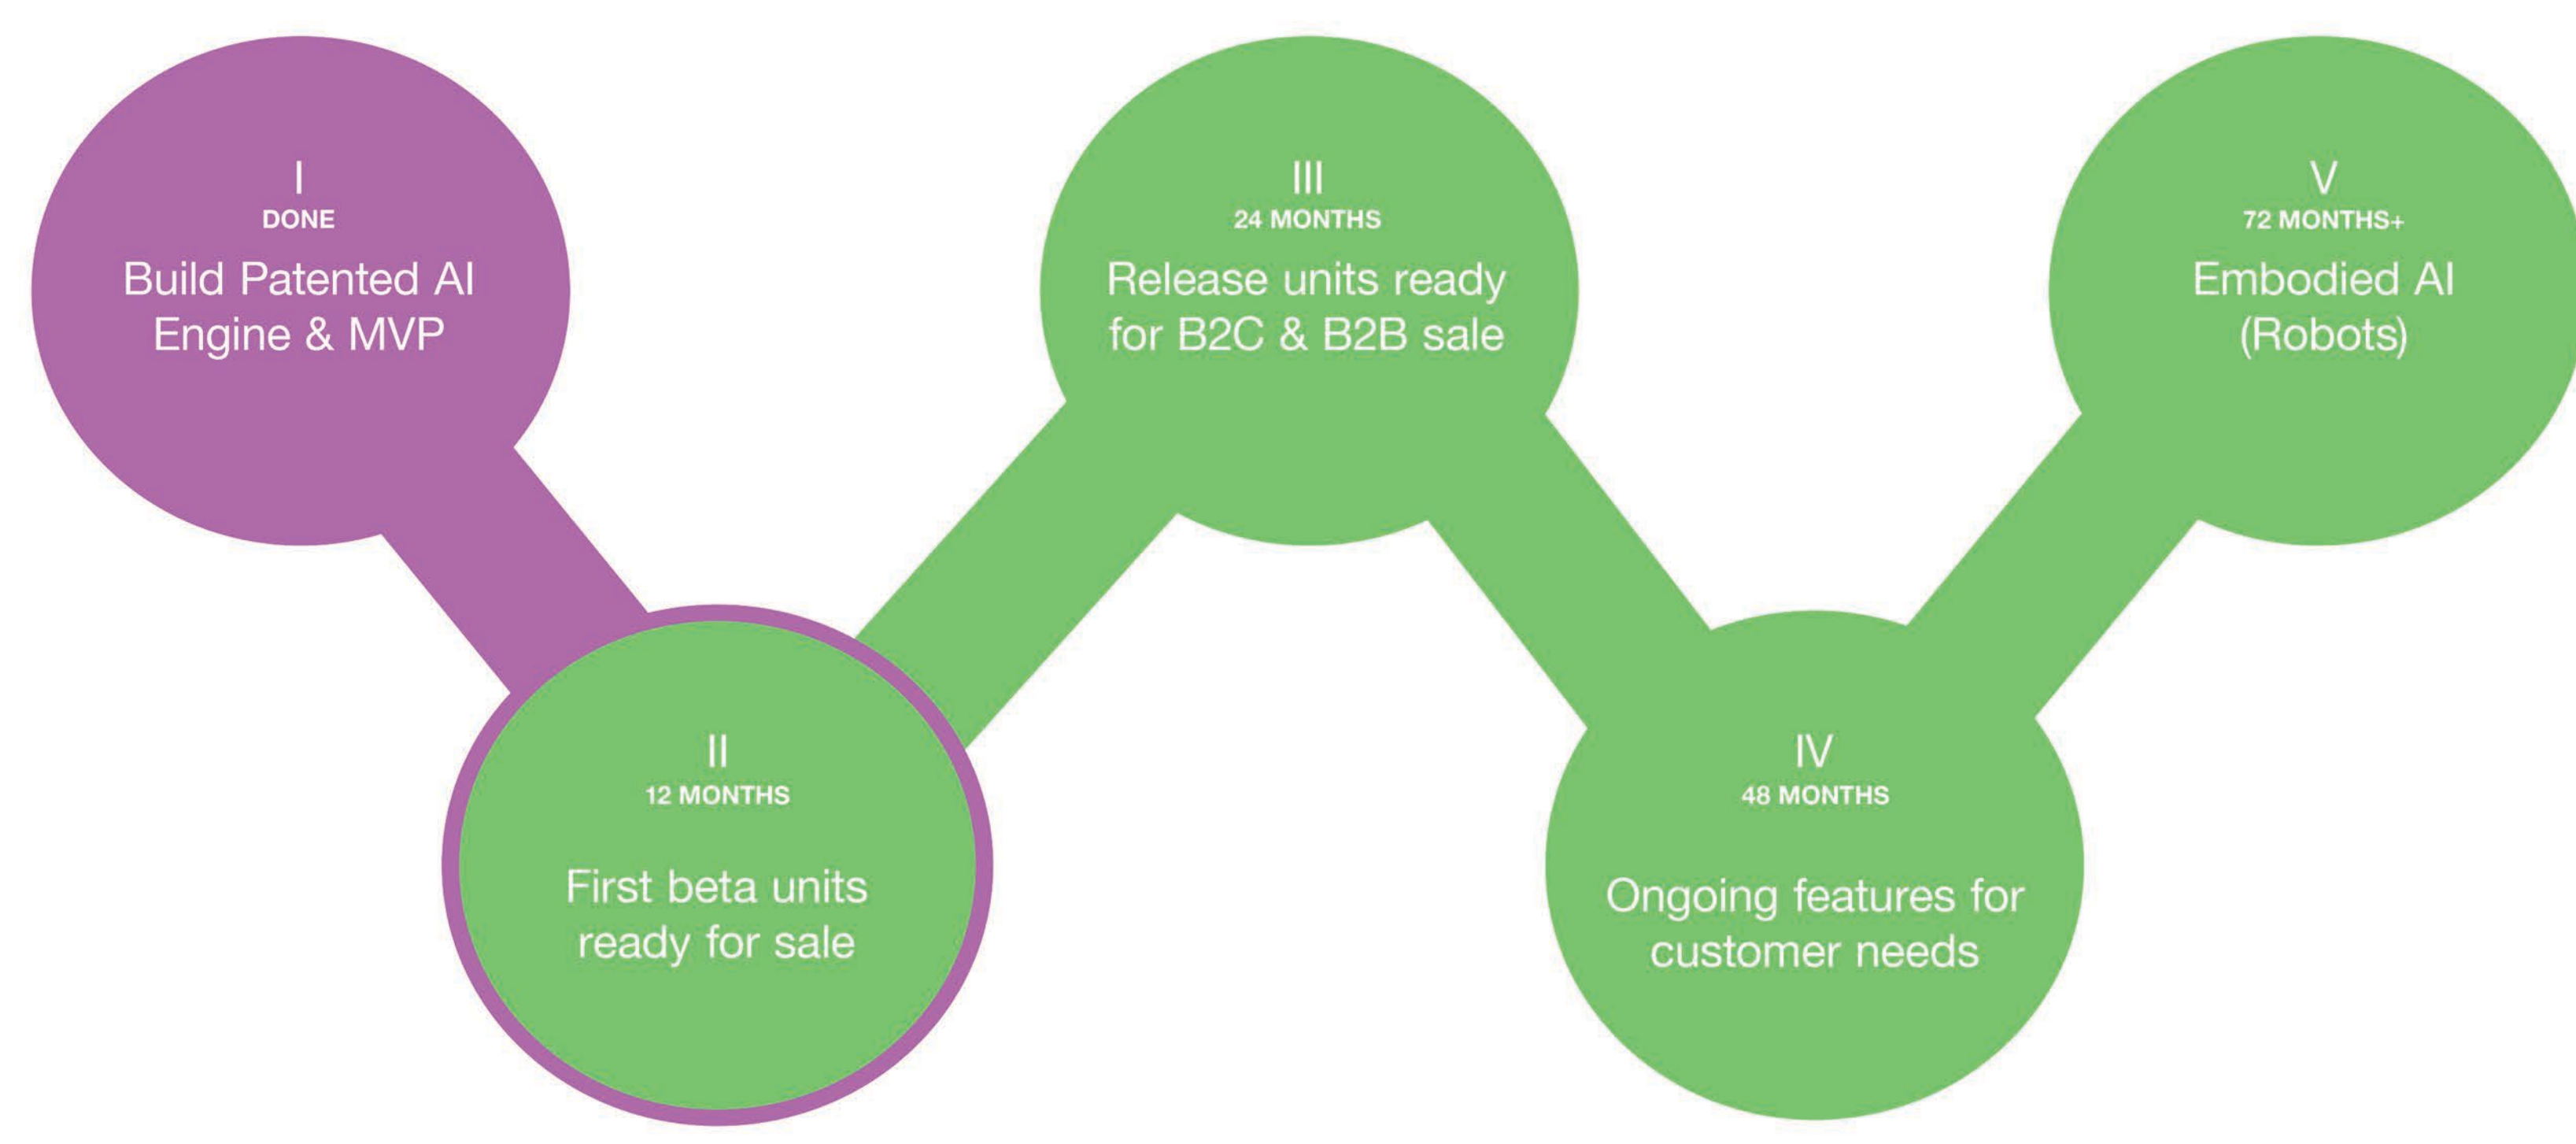 I
DONE
Build Patented AI
Engine & MVP
II
12 MONTHS
First beta units
ready for sale
III
24 MONTHS
Release units ready
for B2C & B2B sale
IV
48 MONTHS
Ongoing features for
customer needs
V
72 MONTHS+
Embodied AI
(Robots)